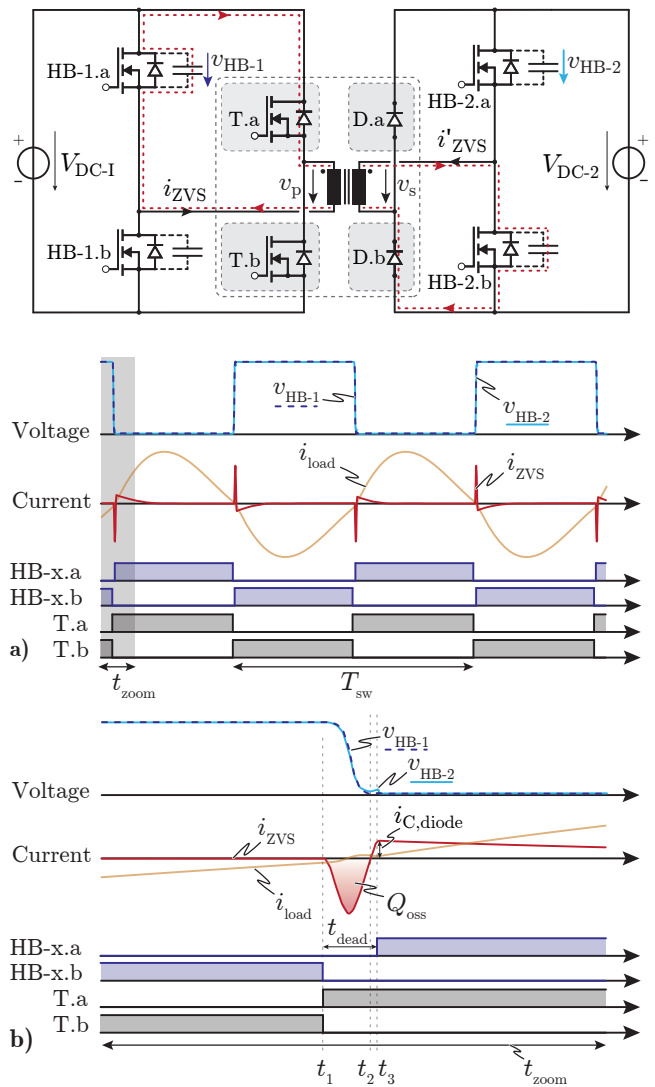 HB-1.a
v_HB-1
T.a
D.a
HB-2.a
v_HB-2
+
-
V_DC-I
i_ZVS
v_p
v_s
i'_ZVS
V_DC-2
+
-
HB-1.b
T.b
D.b
HB-2.b
Voltage
v_HB-1
v_HB-2
Current
i_load
i_ZVS
HB-x.a
HB-x.b
T.a
T.b
a)
t_zoom
T_sw
v_HB-1
v_HB-2
Voltage
i_ZVS
i_C,diode
Current
i_load
Q_oss
t_dead
HB-x.a
HB-x.b
T.a
T.b
b)
t_1
t_2
t_3
t_zoom